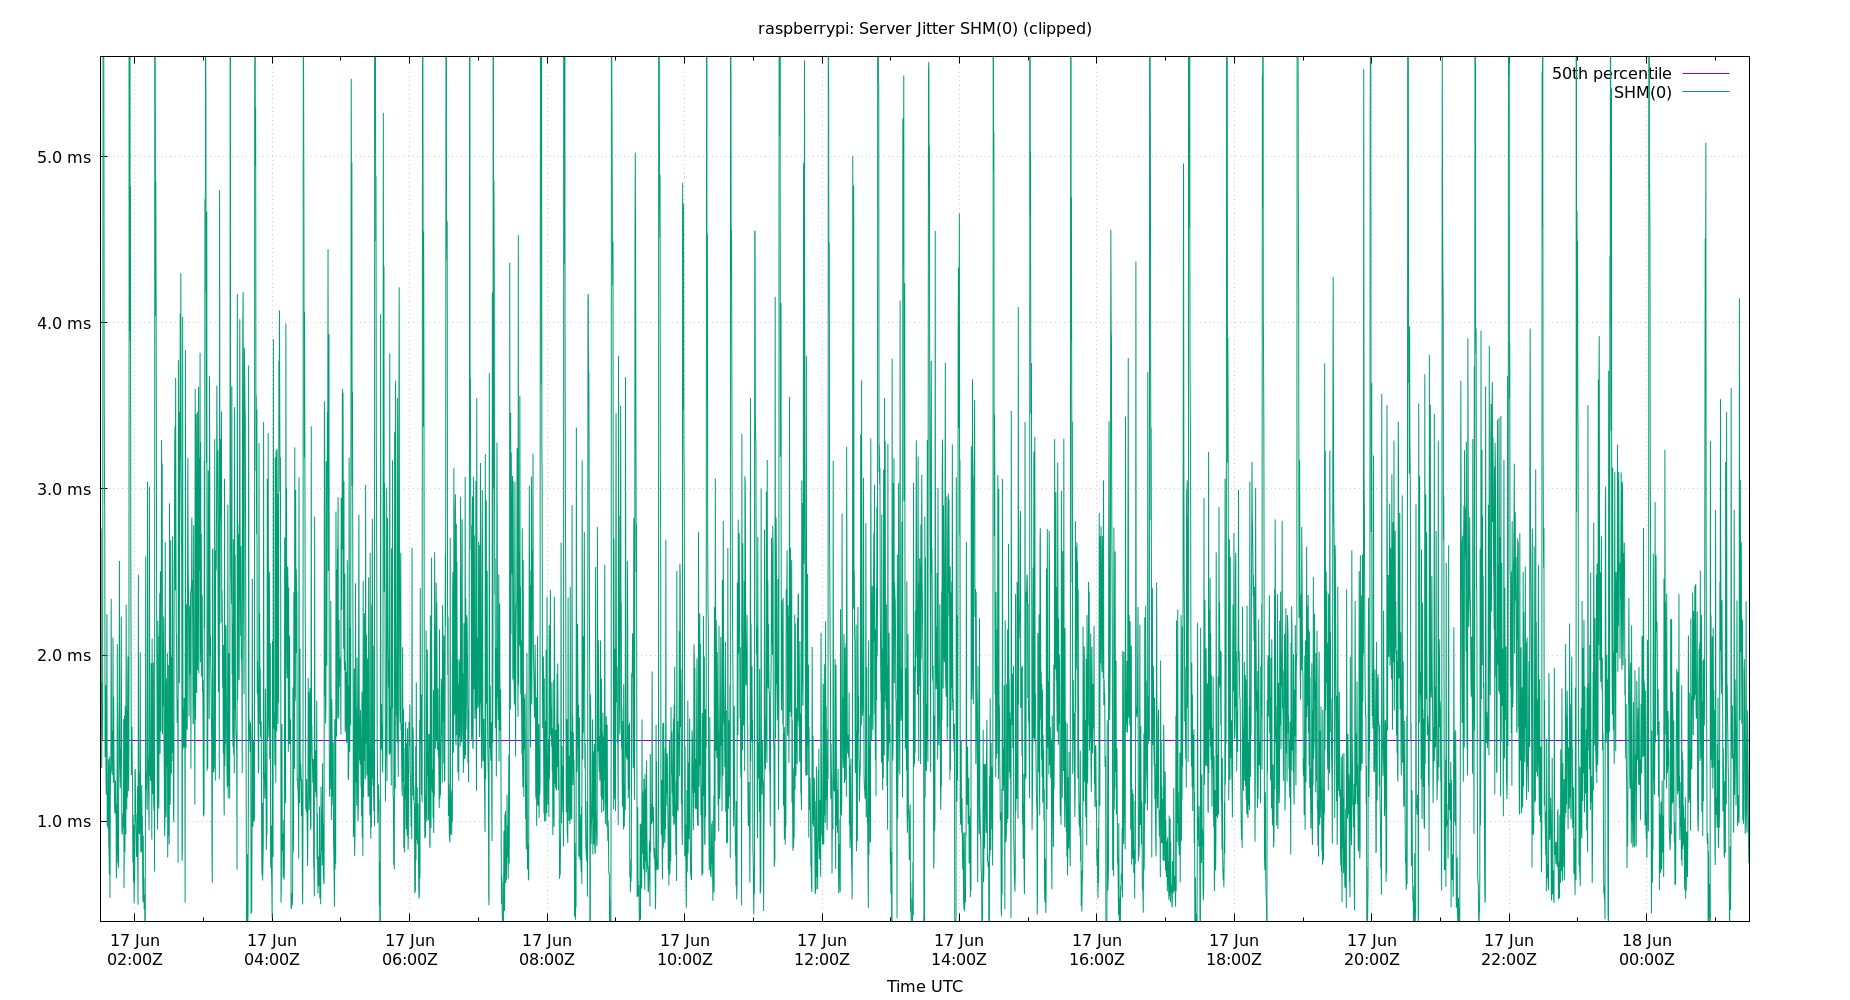 raspberrypi: Server Jitter SHM(0) (clipped)
50th percentile
SHM(0)
5.0 ms
4.0 ms
3.0 ms
2.0 ms
1.0 ms
17 Jun 17 Jun 17 Jun 17 Jun 17 Jun 17 Jun 17 Jun 17 Jun 17 Jun 17 Jun 17 Jun 18 Jun
02:00Z 04:00Z 06:00Z 08:00Z 10:00Z 12:00Z 14:00Z 16:00Z 18:00Z 20:00Z 22:00Z 00:00Z
Time UTC